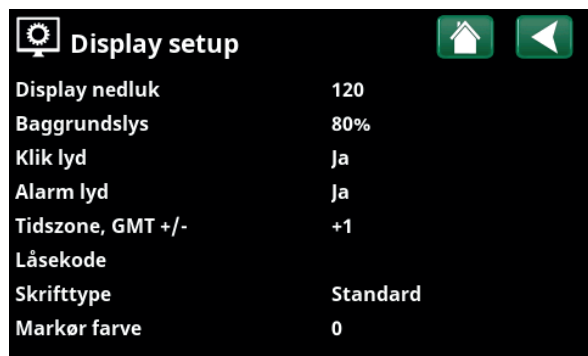 Display setup
Display nedluk 120
Baggrundslys 80%
Klik lyd Ja
Alarm lyd Ja
Tidszone, GMT +/- +1
Låsekode
Skrifttype Standard
Markør farve 0